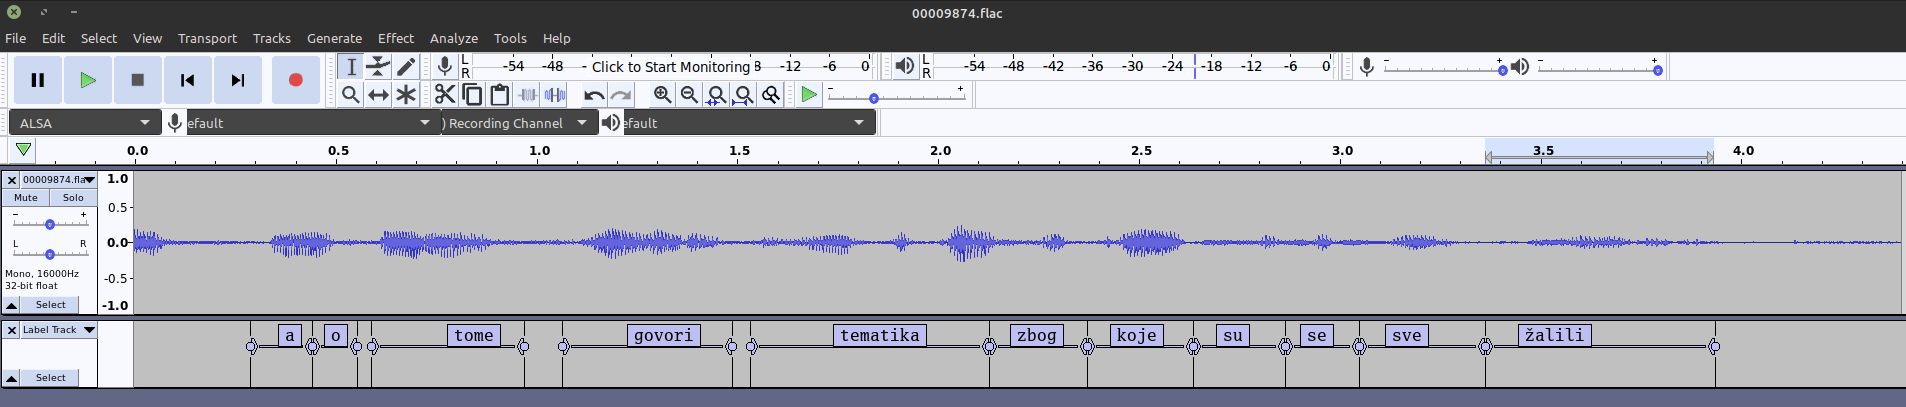 00009874.flac
File Edit Select View Transport Tracks Generate Effect Analyze Tools Help
L R -54 -48 - Click to Start Monitoring 8 -12 -6 0 L R -54 -48 -42 -36 -30 -24 -18 -12 -6 0 - + - +
- +
ALSA efault ) Recording Channel efault
0.0 0.5 1.0 1.5 2.0 2.5 3.0 3.5 4.0
00009874.fla 1.0
Mute Solo
- + 0.5
L R 0.0
Mono, 16000Hz
32-bit float -0.5
Select -1.0
Label Track a o tome govori tematika zbog koje su se sve žalili
Select